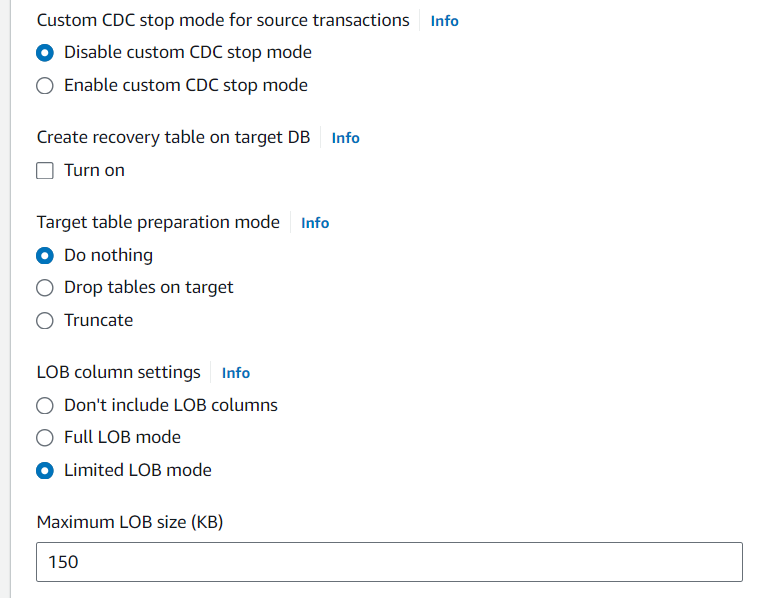 Custom CDC stop mode for source transactions Info
Disable custom CDC stop mode
Enable custom CDC stop mode
Create recovery table on target DB Info
Turn on
Target table preparation mode Info
Do nothing
Drop tables on target
Truncate
LOB column settings Info
Don't include LOB columns
Full LOB mode
Limited LOB mode
Maximum LOB size (KB)
150